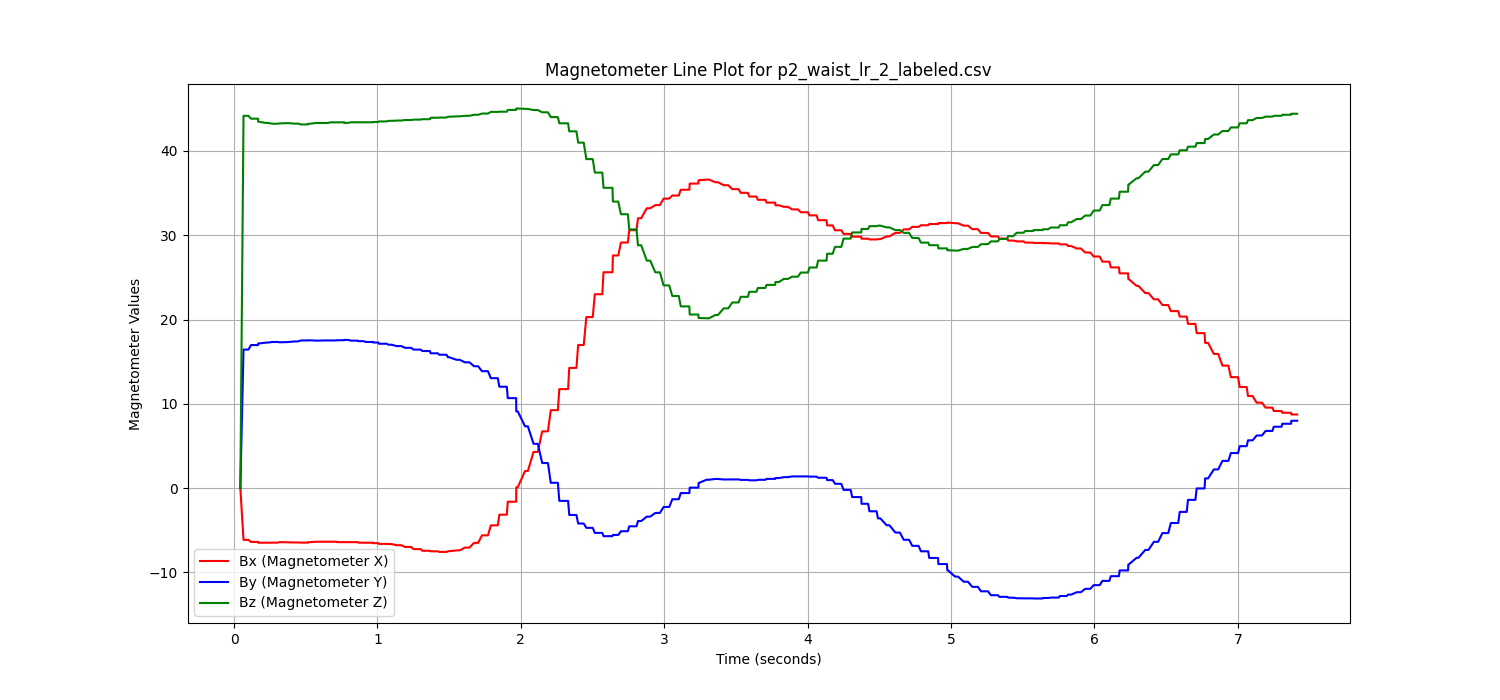 Magnetometer Line Plot for p2_waist_lr_2_labeled.csv
Magnetometer Values
40
30
20
10
0
−10
Bx (Magnetometer X)
By (Magnetometer Y)
Bz (Magnetometer Z)
0 1 2 3 4 5 6 7
Time (seconds)